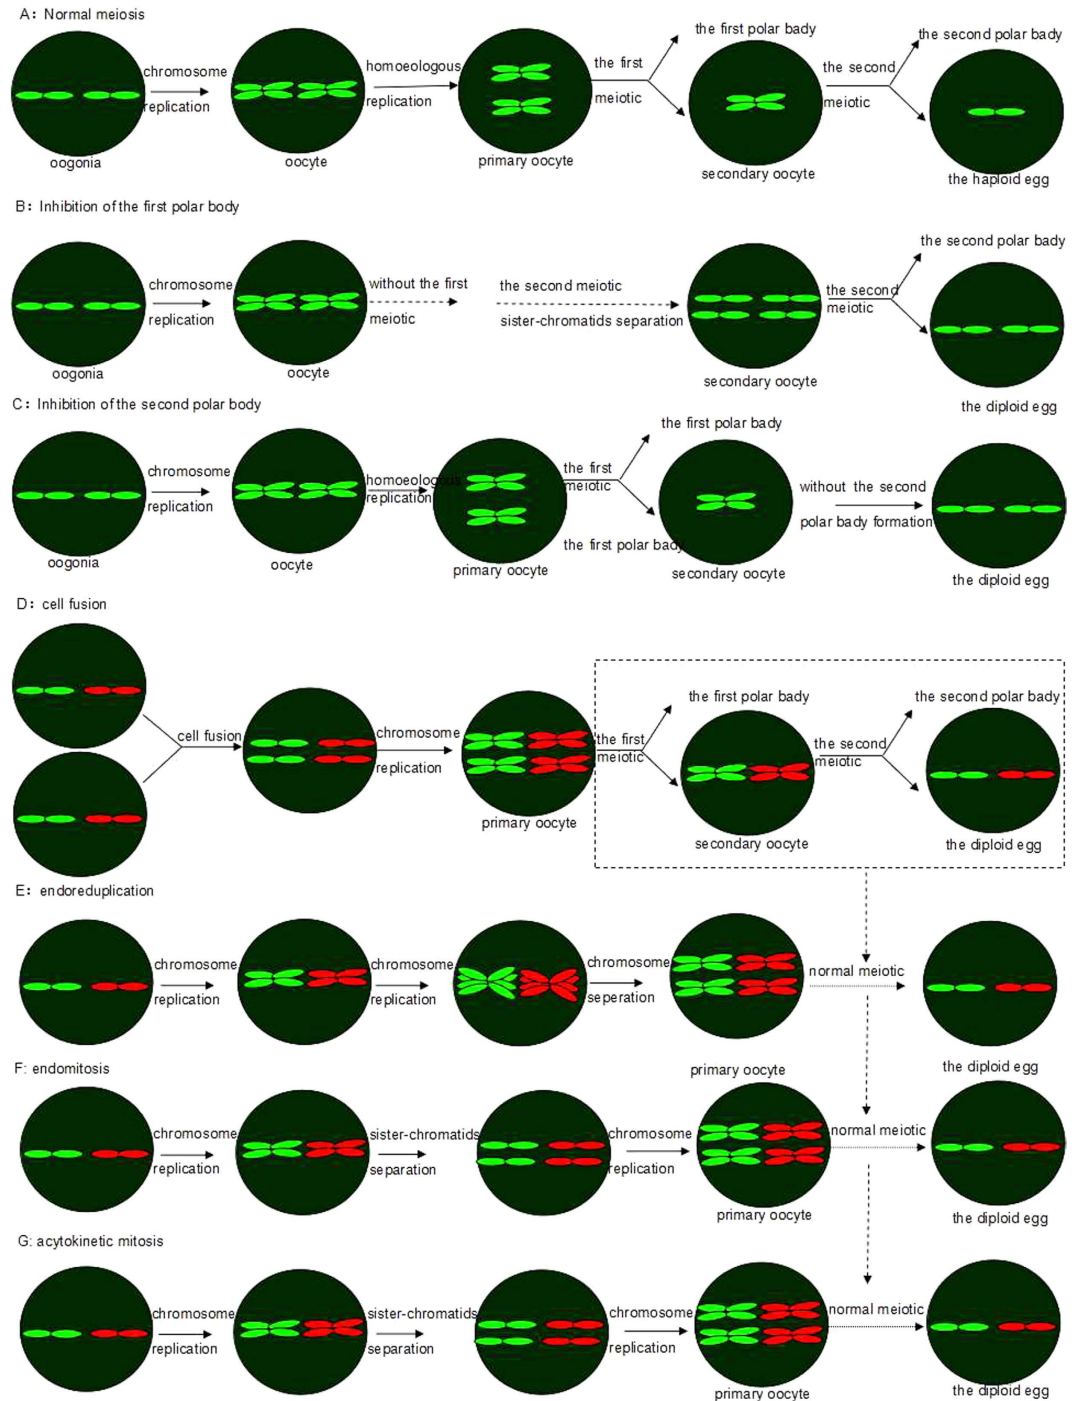 A: Normal meiosis
the first polar bady
the second polar bady
chromosome
replication
homoeologous
replication
the first
meiotic
the second
meiotic
oogonia
oocyte
primary oocyte
secondary oocyte
the haploid egg
B: Inhibition of the first polar body
the second polar bady
chromosome
replication
without the first
meiotic
the second meiotic
sister-chromatids separation
the second
meiotic
oogonia
oocyte
secondary oocyte
the diploid egg
C: Inhibition of the second polar body
the first polar bady
chromosome
replication
homoeologous
replication
the first
meiotic
without the second
polar bady formation
the first polar bady
oogonia
oocyte
primary oocyte
secondary oocyte
the diploid egg
D: cell fusion
cell fusion
chromosome
replication
the first polar bady
the second polar bady
the first
meiotic
the second
meiotic
primary oocyte
secondary oocyte
the diploid egg
E: endoreduplication
chromosome
replication
chromosome
replication
chromosome
seperation
normal meiotic
primary oocyte
the diploid egg
F: endomitosis
chromosome
replication
sister-chromatids
separation
chromosome
replication
normal meiotic
primary oocyte
the diploid egg
G: acytokinetic mitosis
chromosome
replication
sister-chromatids
separation
chromosome
replication
normal meiotic
primary oocyte
the diploid egg